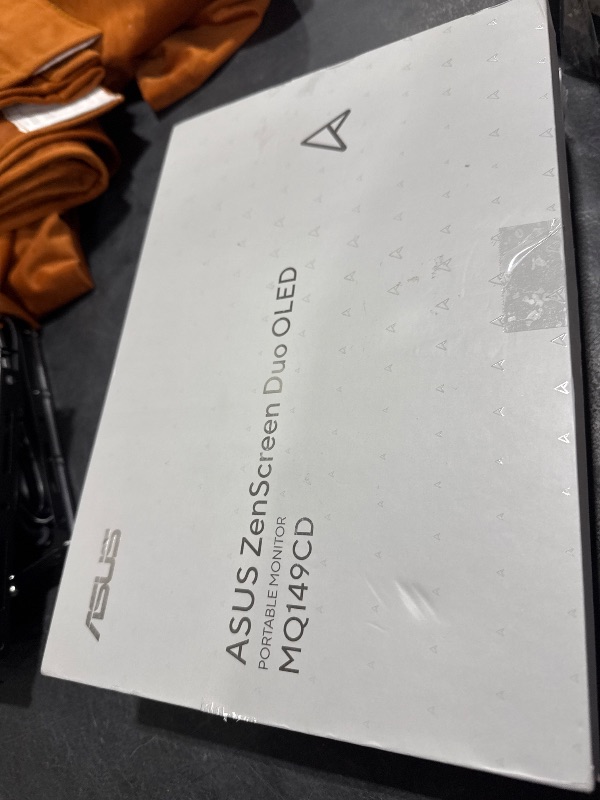 ASUS
ASUS ZenScreen Duo OLED
PORTABLE MONITOR
MQ149CD